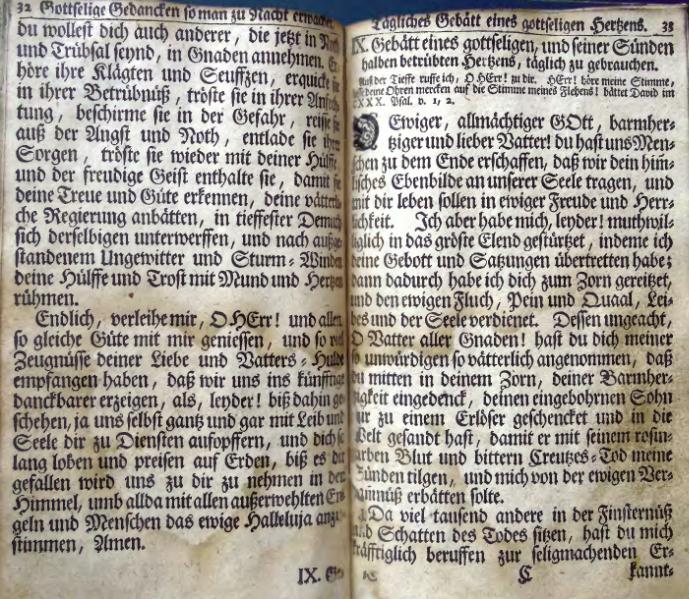 32 Gottselige Gedancken so man zu Nacht erwachet
du wollest dich auch anderer, die jetzt in Noth
und Trübsal seynd, in Gnaden annehmen. Er-
höre ihre Klägten und Seuffzen, erquicke sie
in ihrer Betrübnüß, tröste sie in ihrer Anfech-
tung, beschirme sie in der Gefahr, reisse sie
auß der Angst und Noth, entlade sie ihrer
Sorgen, tröste sie wieder mit deiner Hülffe,
und der freudige Geist enthalte sie, damit sie
deine Treue und Güte erkennen, deine vätterli-
che Regierung anbätten, in tieffester Demuth
sich derselbigen unterwerffen, und nach außge-
standenem Ungewitter und Sturm-Winden
deine Hülffe und Trost mit Mund und Hertzen
rühmen.
Endlich, verleihe mir, O HErr! und allen
so gleiche Güte mit mir geniessen, und so viel
Zeugnüsse deiner Liebe und Vatters-Hulde
empfangen haben, daß wir uns ins künfftige
danckbarer erzeigen, als, leyder! biß dahin ge-
schehen, ja uns selbst gantz und gar mit Leib und
Seele dir zu Diensten aufopffern, und dich so
lang loben und preisen auf Erden, biß es dir
gefallen wird uns zu dir zu nehmen in den
Himmel, umb allda mit allen außerwehlten En-
geln und Menschen das ewige Halleluja anzu-
stimmen, Amen.
IX. Ge-
Tägliches Gebätt eines gottseligen Hertzens. 33
IX. Gebätt eines gottseligen, und seiner Sünden
halben betrübten Hertzens, täglich zu gebrauchen.
Auß der Tieffe ruffe ich, O HErr! zu dir. HErr! höre meine Stimme,
laß deine Ohren mercken auf die Stimme meines Flehens! bättet David im
CXXX. Psal. v. 1, 2.
O Ewiger, allmächtiger GOtt, barmher-
tziger und lieber Vatter! du hast uns Men-
schen zu dem Ende erschaffen, daß wir dein him-
lisches Ebenbilde an unserer Seele tragen, und
mit dir leben sollen in ewiger Freude und Herr-
lichkeit. Ich aber habe mich, leyder! muthwil-
liglich in das gröste Elend gestürtzet, indeme ich
deine Gebott und Satzungen übertretten habe;
dann dadurch habe ich dich zum Zorn gereitzet,
und den ewigen Fluch, Pein und Quaal, Lei-
bes und der Seele verdienet. Dessen ungeacht,
O Vatter aller Gnaden! hast du dich meiner
so unwürdigen so vätterlich angenommen, daß
du mitten in deinem Zorn, deiner Barmher-
tzigkeit eingedenck, deinen eingebohrnen Sohn
mir zu einem Erlöser geschencket und in die
Welt gesandt hast, damit er mit seinem rosin-
farben Blut und bittern Creutzes-Tod meine
Sünden tilgen, und mich von der ewigen Ver-
damnüß erbätten solte.
Da viel tausend andere in der Finsternüß
und Schatten des Todes sitzen, hast du mich
kräfftiglich beruffen zur seligmachenden Er-
C kannt-